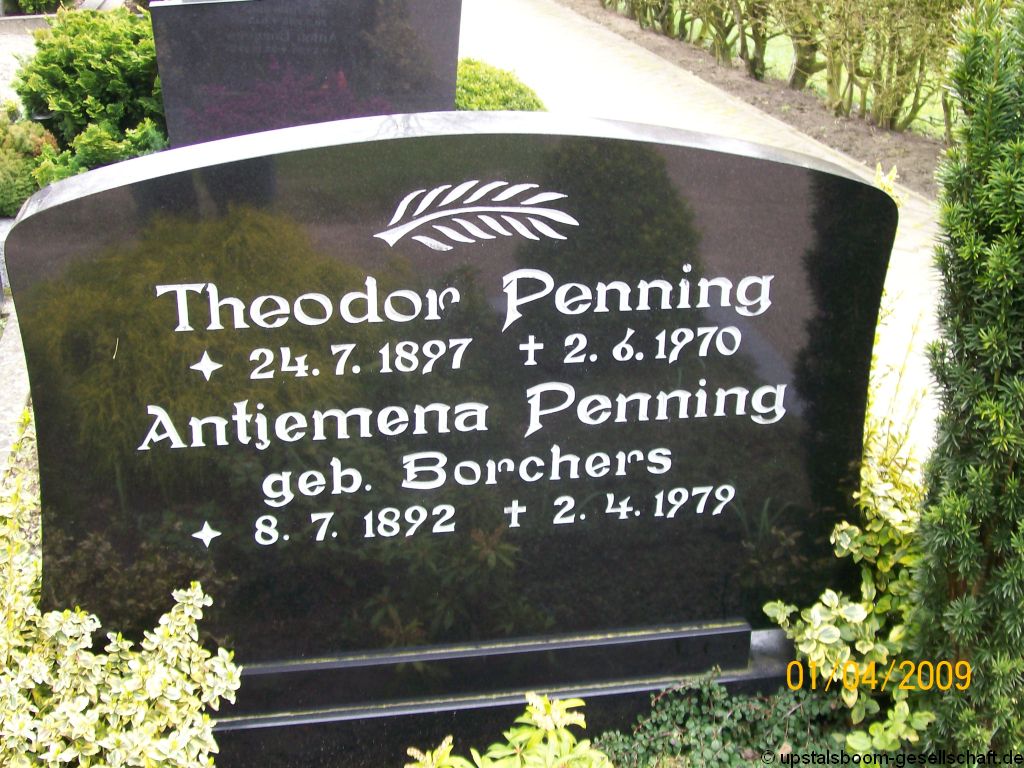 Theodor Penning
24.7.1897 † 2.6.1970
Antjemena Penning
geb. Borchers
8.7.1892 † 2.4.1979
01/04/2009
© upstalsboom-gesellschaft.de